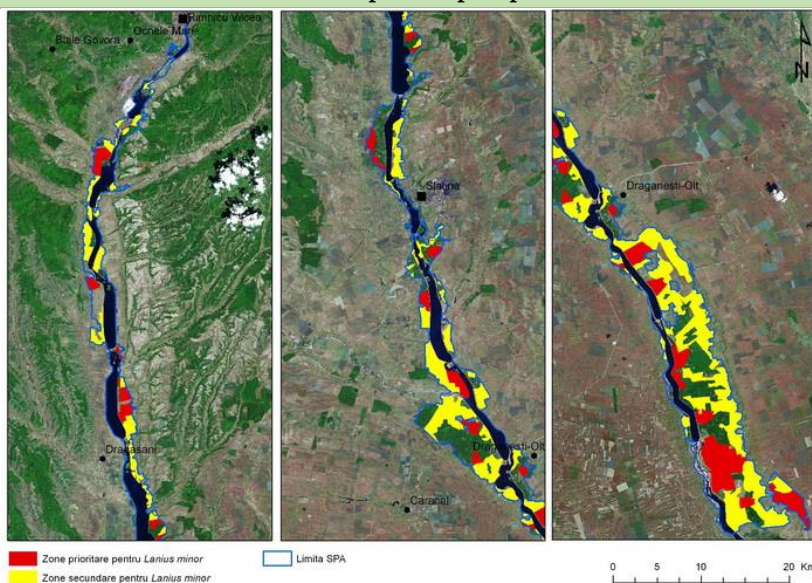 Rimnicu Vilcea
Ocnele Mari
Baile Govora
Dragasani
Slatina
Draganesti-Olt
Caracal
N
Draganesti-Olt
Zone prioritare pentru Lanius minor
Zone secundare pentru Lanius minor
Limita SPA
0 5 10 20 Km